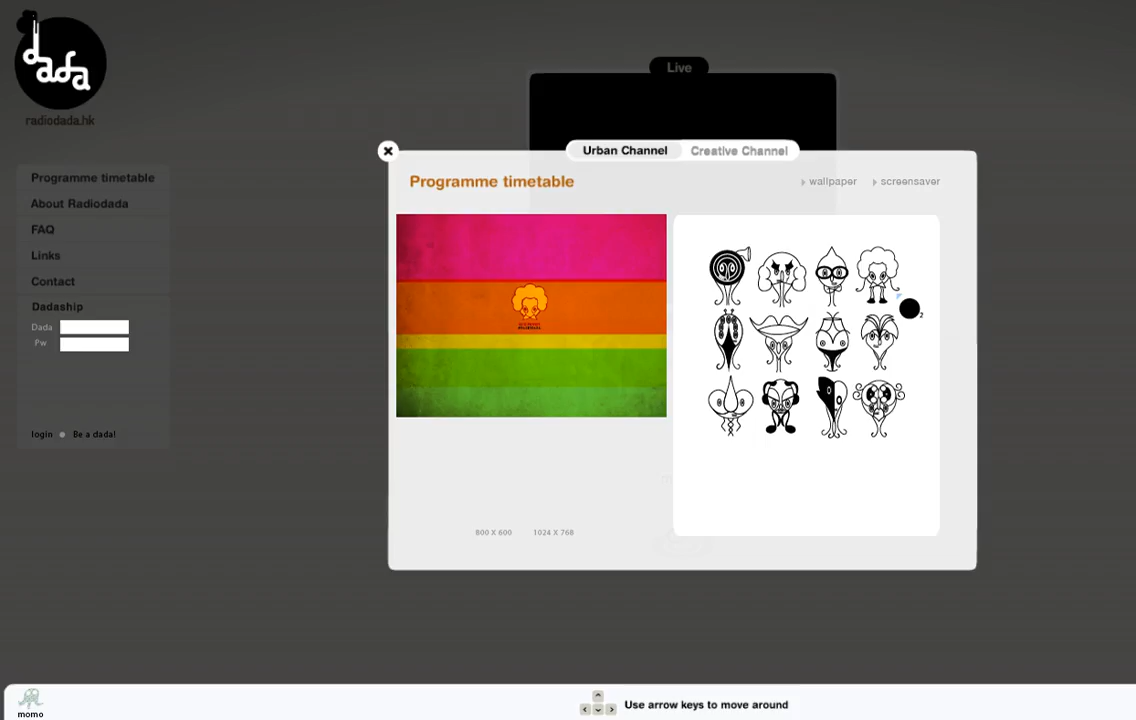 dada
radiodada.hk
Live
Urban Channel Creative Channel
Programme timetable
wallpaper screensaver
Programme timetable
About Radiodada
FAQ
Links
Contact
Dadaship
Dada
Pw
login Be a dada!
2
800 X 600 1024 X 768
momo
Use arrow keys to move around